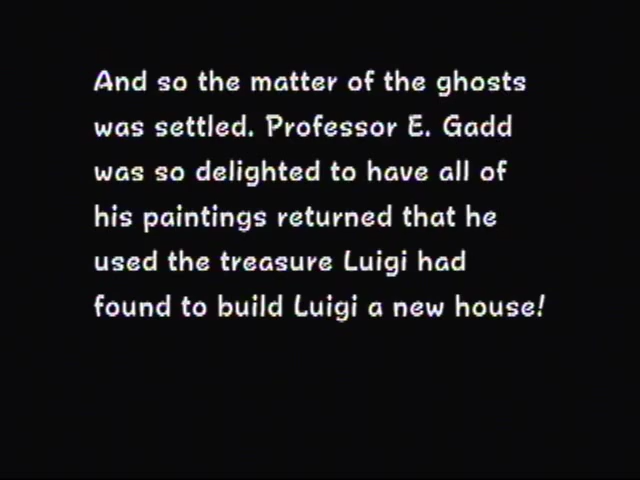 And so the matter of the ghosts
was settled. Professor E. Gadd
was so delighted to have all of
his paintings returned that he
used the treasure Luigi had
found to build Luigi a new house!